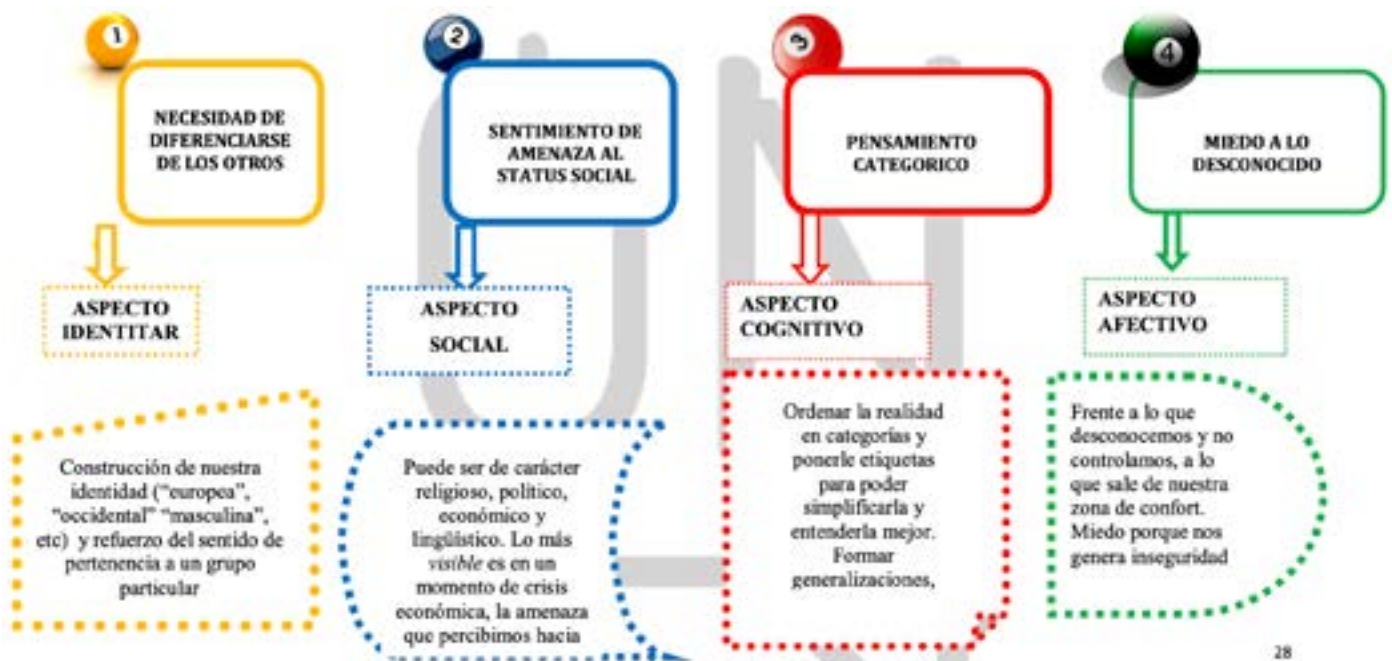 1
NECESIDAD DE
DIFERENCIARSE
DE LOS OTROS
ASPECTO
IDENTITAR
Construcción de nuestra
identidad (“europea”,
“occidental” “masculina”,
etc) y refuerzo del sentido de
pertenencia a un grupo
particular
2
SENTIMIENTO DE
AMENAZA AL
STATUS SOCIAL
ASPECTO
SOCIAL
Puede ser de carácter
religioso, político,
económico y
lingüístico. Lo más
visible es en un
momento de crisis
económica, la amenaza
que percibimos hacia
3
PENSAMIENTO
CATEGORICO
ASPECTO
COGNITIVO
Ordenar la realidad
en categorías y
ponerle etiquetas
para poder
simplificarla y
entenderla mejor.
Formar
generalizaciones,
4
MIEDO A LO
DESCONOCIDO
ASPECTO
AFECTIVO
Frente a lo que
desconocemos y no
controlamos, a lo
que sale de nuestra
zona de confort.
Miedo porque nos
genera inseguridad
28